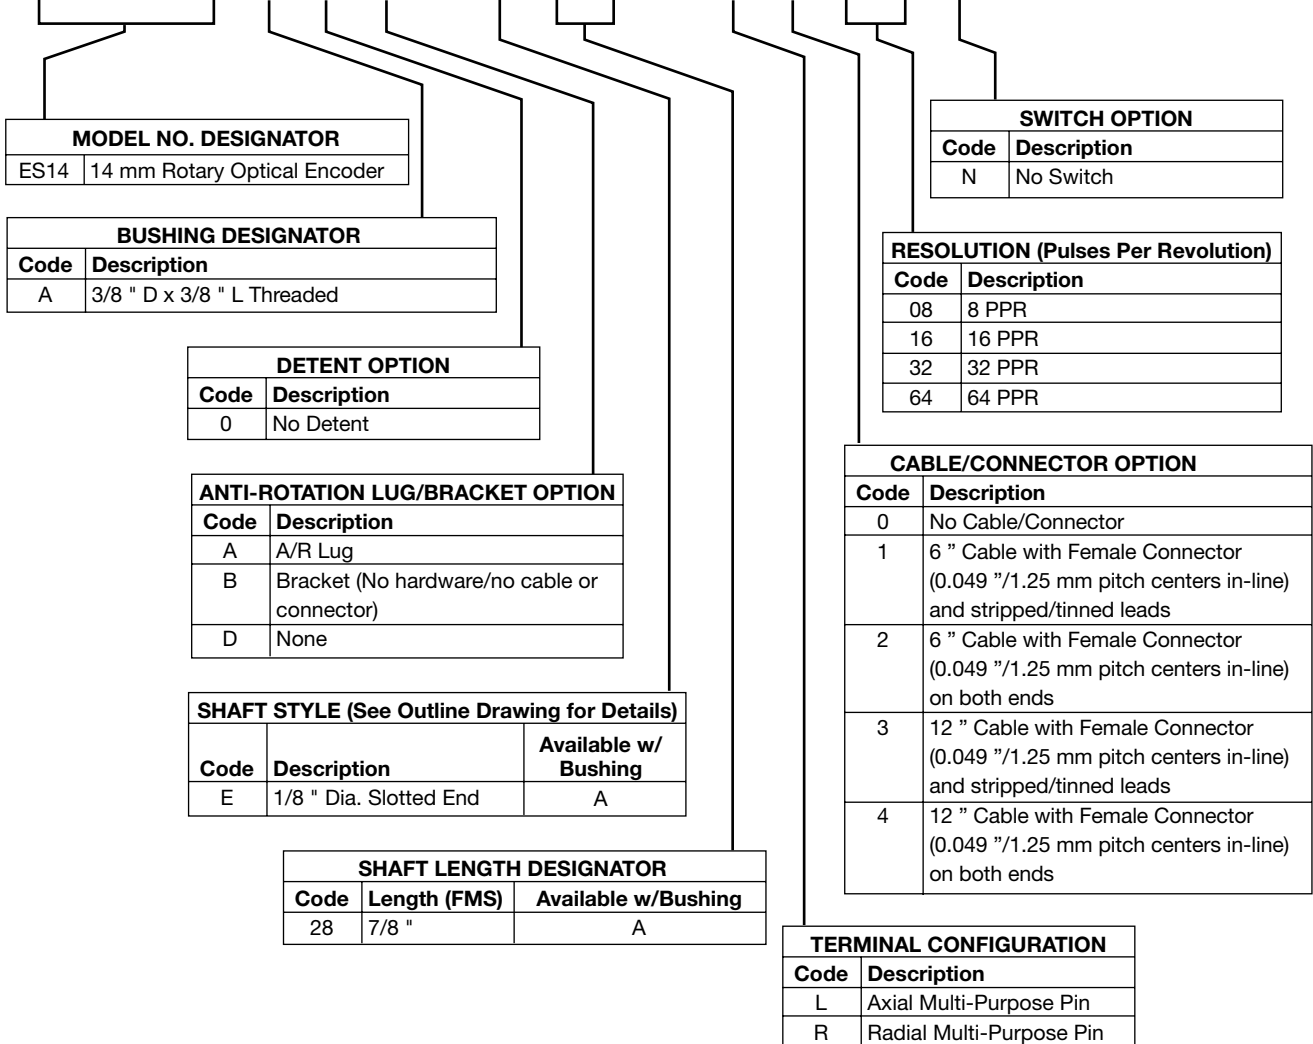 MODEL NO. DESIGNATOR
ES14 14 mm Rotary Optical Encoder
BUSHING DESIGNATOR
Code Description
A 3/8 " D x 3/8 " L Threaded
DETENT OPTION
Code Description
0 No Detent
ANTI-ROTATION LUG/BRACKET OPTION
Code Description
A A/R Lug
B Bracket (No hardware/no cable or
connector)
D None
SHAFT STYLE (See Outline Drawing for Details)
Available w/
Code Description Bushing
E 1/8 " Dia. Slotted End A
SHAFT LENGTH DESIGNATOR
Code Length (FMS) Available w/Bushing
28 7/8 " A
TERMINAL CONFIGURATION
Code Description
L Axial Multi-Purpose Pin
R Radial Multi-Purpose Pin
CABLE/CONNECTOR OPTION
Code Description
0 No Cable/Connector
1 6 ” Cable with Female Connector
(0.049 ”/1.25 mm pitch centers in-line)
and stripped/tinned leads
2 6 ” Cable with Female Connector
(0.049 ”/1.25 mm pitch centers in-line)
on both ends
3 12 ” Cable with Female Connector
(0.049 ”/1.25 mm pitch centers in-line)
and stripped/tinned leads
4 12 ” Cable with Female Connector
(0.049 ”/1.25 mm pitch centers in-line)
on both ends
RESOLUTION (Pulses Per Revolution)
Code Description
08 8 PPR
16 16 PPR
32 32 PPR
64 64 PPR
SWITCH OPTION
Code Description
N No Switch